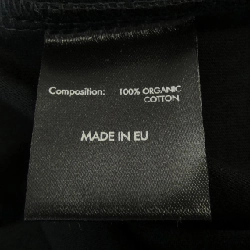 Composition: 100% ORGANIC
COTTON
MADE IN EU